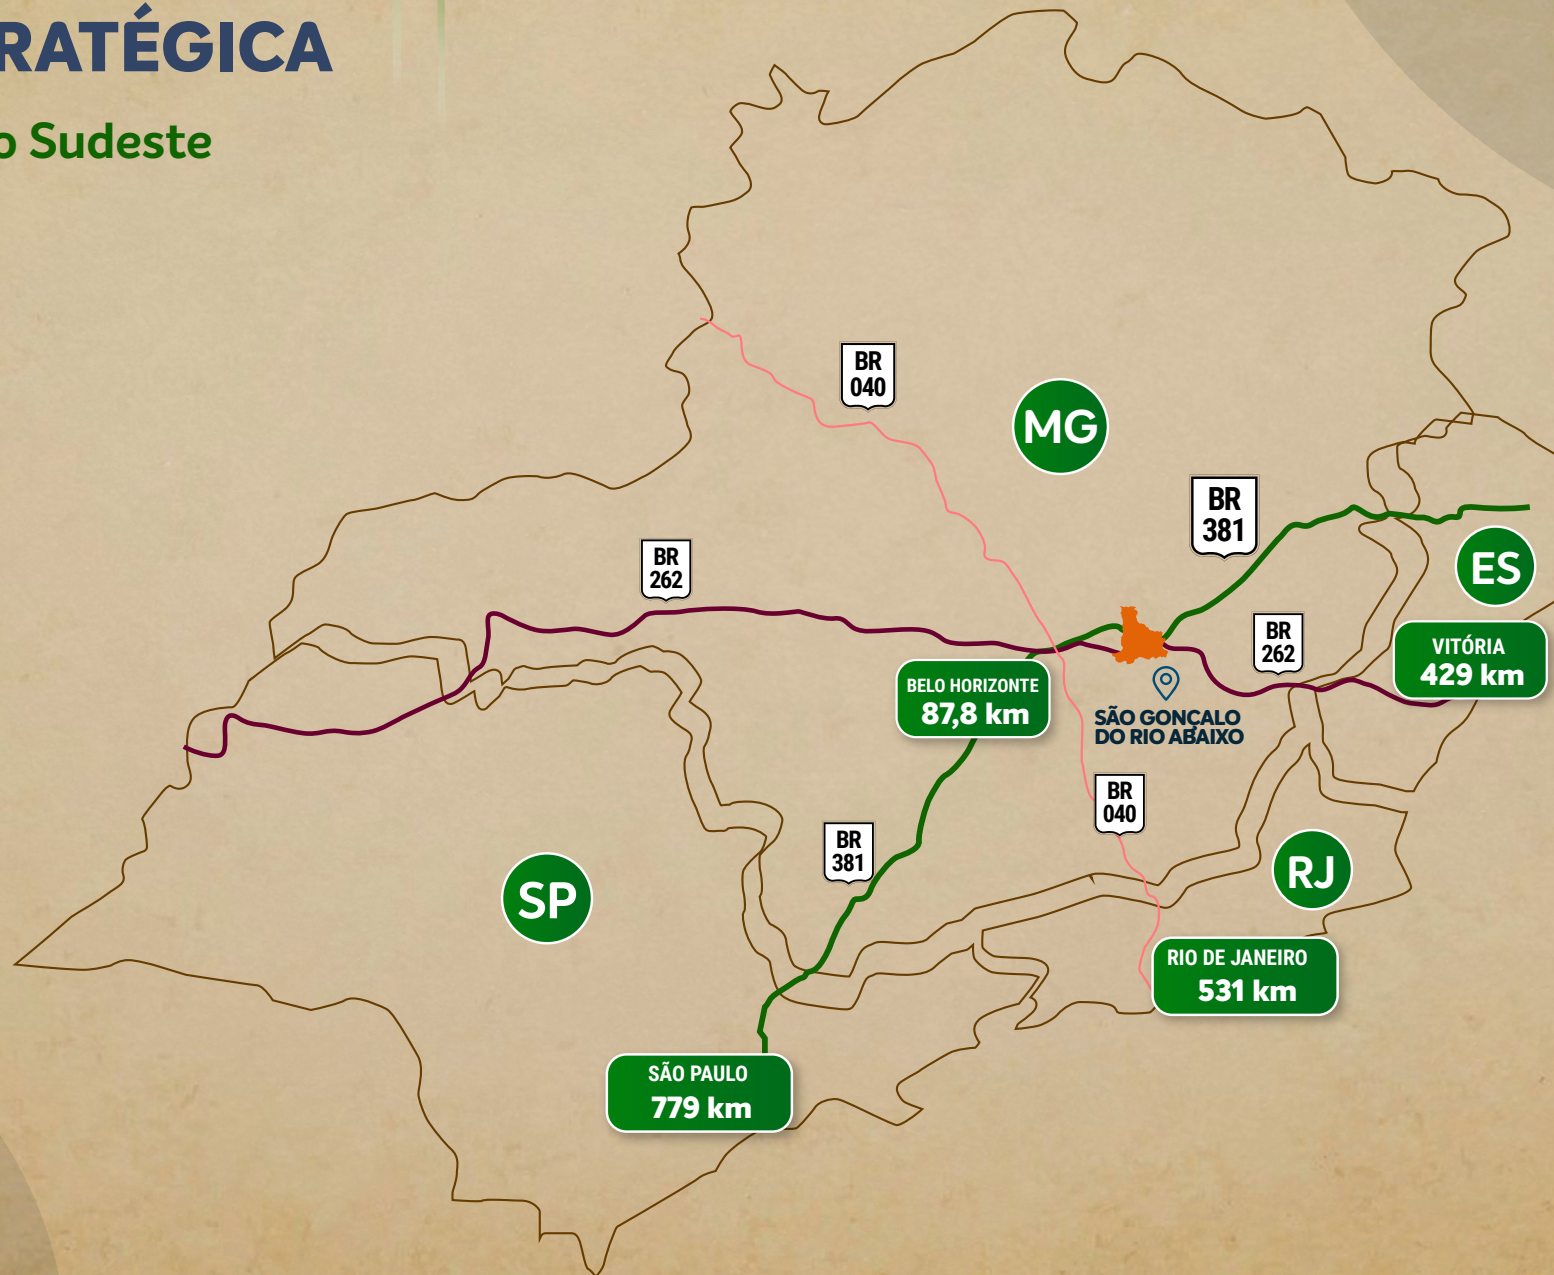 RATÉGICA
o Sudeste
BR
040
MG
BR
381
BR
262
ES
BR
262
VITÓRIA
429 km
BELO HORIZONTE
87,8 km
SÃO GONÇALO
DO RIO ABAIXO
BR
040
BR
381
RJ
SP
RIO DE JANEIRO
531 km
SÃO PAULO
779 km